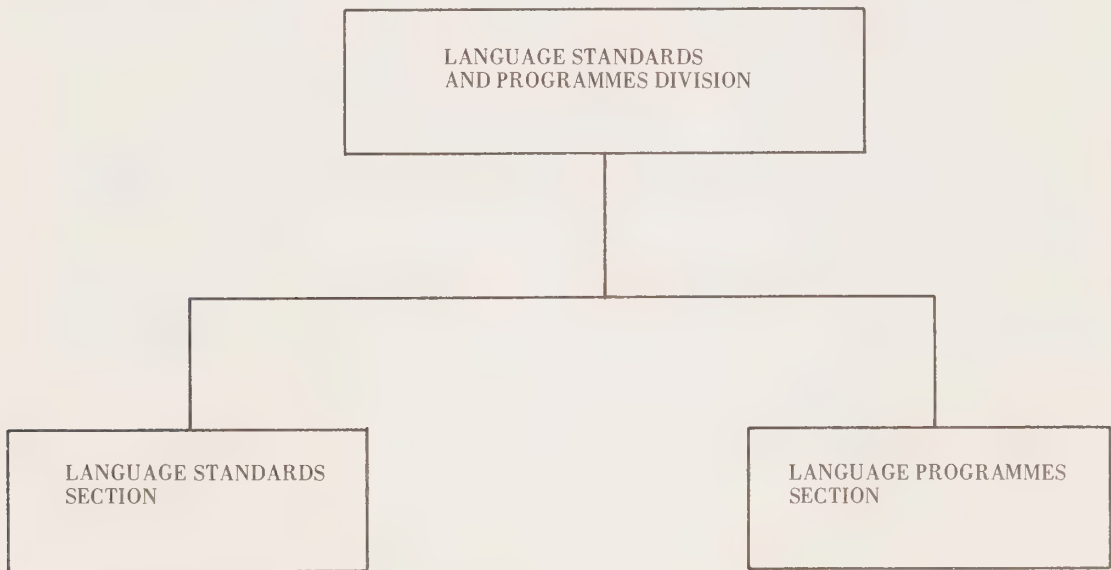 LANGUAGE STANDARDS
AND PROGRAMMES DIVISION
LANGUAGE STANDARDS
SECTION
LANGUAGE PROGRAMMES
SECTION